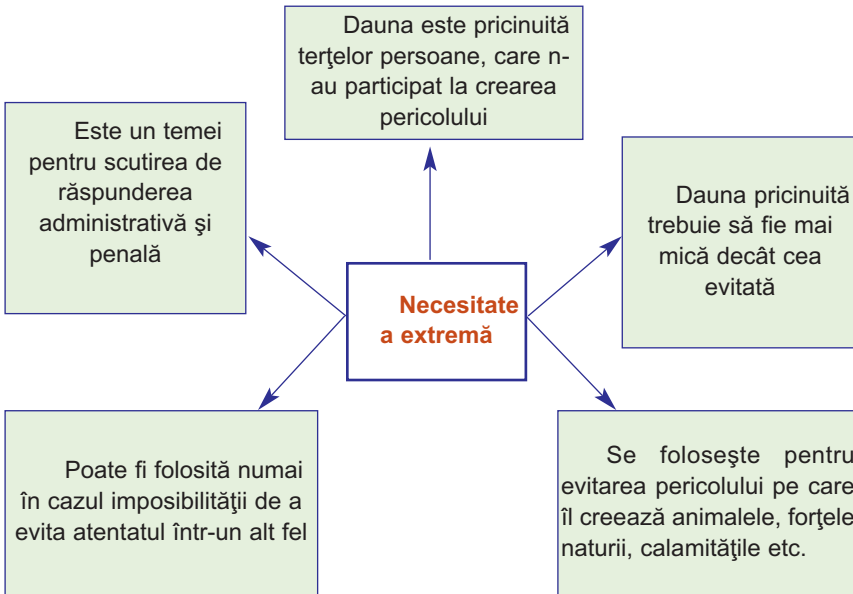 Dauna este pricinuită
terţelor persoane, care n-
au participat la crearea
pericolului
Este un temei
pentru scutirea de
răspunderea
administrativă şi
penală
Dauna pricinuită
trebuie să fie mai
mică decât cea
evitată
Necesitate
a extremă
Poate fi folosită numai
în cazul imposibilităţii de a
evita atentatul într-un alt fel
Se foloseşte pentru
evitarea pericolului pe care
îl creează animalele, forţele
naturii, calamităţile etc.